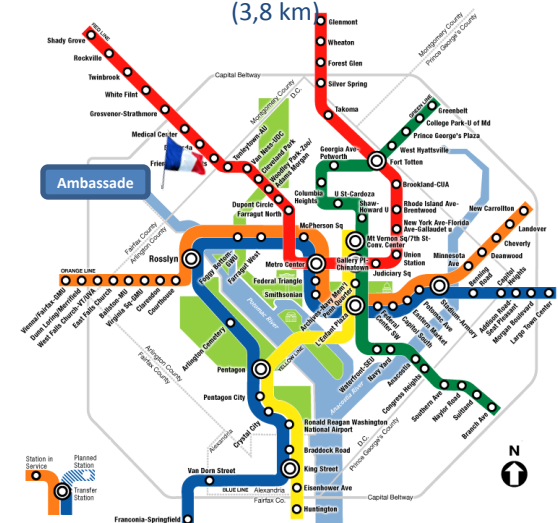 (3,8 km)
Glenmont
Wheaton
Forest Glen
Silver Spring
Takoma
RED LINE
Shady Grove
Rockville
Twinbrook
White Flint
Grosvenor-Strathmore
Medical Center
Capital Beltway
Montgomery County
D.C.
Montgomery County
Prince George's County
GREEN LINE
Greenbelt
College Park-U of Md
Prince George's Plaza
West Hyattsville
Fort Totten
Georgia Ave-
Petworth
Tenleytown-AU
Van Ness-UDC
Cleveland Park
Woodley Park-Zoo/
Adams Morgan
Ambassade
Dupont Circle
Farragut North
Columbia
Heights
U St-Cardoza
Shaw-
Howard U
Brookland-CUA
Rhode Island Ave-
Brentwood
New York Ave-Florida
Ave-Gallaudet U
Mt Vernon Sq/7th St-
Conv. Center
Union
Station
Judiciary Sq
Gallery Pl-
Chinatown
McPherson Sq
Metro Center
Fairfax County
Arlington County
Rosslyn
Foggy Bottom-
GWU
Farragut West
Federal Triangle
Smithsonian
Archives-Navy Mem'l
Penn Quarter
L'Enfant Plaza
New Carrollton
Landover
Cheverly
Deanwood
Minnesota
Ave
Benning
Road
Capitol
Heights
Addison Road-
Seat Pleasant
Morgan Boulevard
Largo Town Center
Stadium-Armory
Potomac Ave
Eastern Market
Capitol South
Federal
Center SW
ORANGE LINE
Vienna/Fairfax-GMU
Dunn Loring/Merrifield
West Falls Church-VT/UVA
East Falls Church
Ballston-MU
Virginia Sq-GMU
Clarendon
Courthouse
Arlington County
Fairfax County
Arlington Cemetery
Potomac River
YELLOW LINE
Pentagon
Pentagon City
Crystal City
Waterfront-SEU
Navy Yard
Anacostia
Anacostia River
Congress Heights
Southern Ave
Naylor Road
Suitland
Branch Ave
Ronald Reagan Washington
National Airport
Braddock Road
King Street
Eisenhower Ave
Huntington
Alexandria
D.C.
Prince George's County
Van Dorn Street
BLUE LINE
Alexandria
Fairfax Co.
Capital Beltway
Franconia-Springfield
Station in
Service
Planned
Station
Transfer
Station
N